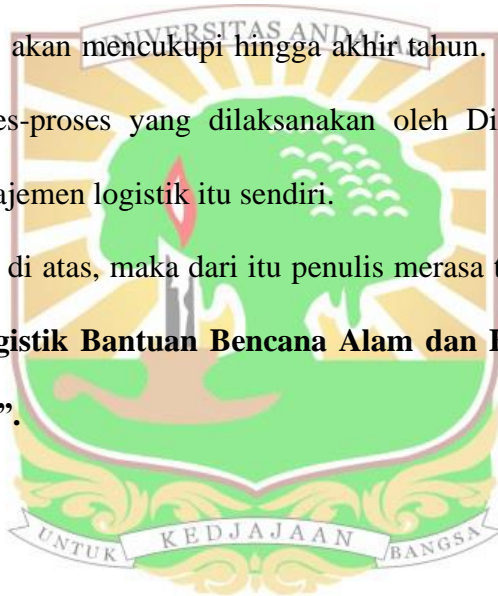 UNIVERSITAS ANDALAS
akan mencukupi hingga akhir tahun.
es-proses yang dilaksanakan oleh Di
ajemen logistik itu sendiri.
di atas, maka dari itu penulis merasa t
gistik Bantuan Bencana Alam dan
”.
UNTUK KEDJAJAAN BANGSA